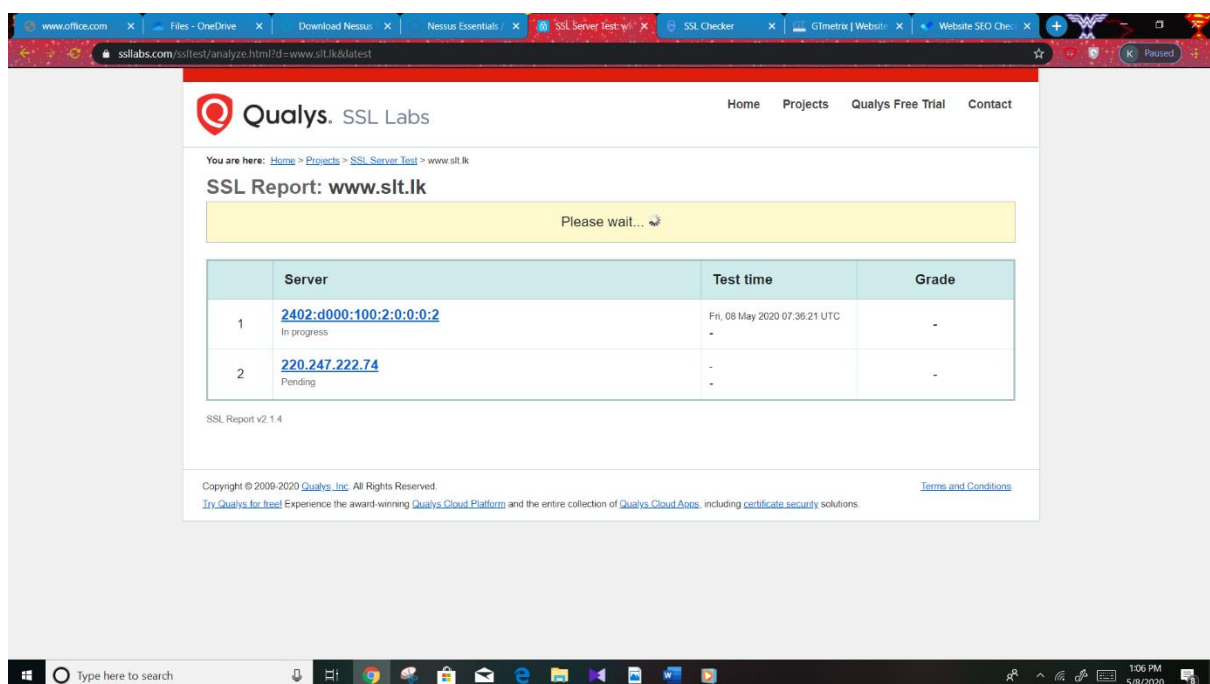 www.office.com Files - OneDrive Download Nessus Nessus Essentials / SSL Server Test: w SSL Checker GTmetrix | Website Website SEO Chec
ssllabs.com/ssltest/analyze.html?d=www.slt.lk&latest K Paused
Qualys. SSL Labs
Home Projects Qualys Free Trial Contact
You are here: Home > Projects > SSL Server Test > www.slt.lk
SSL Report: www.slt.lk
Please wait...
Server Test time Grade
1 2402:d000:100:2:0:0:0:2 Fri, 08 May 2020 07:36:21 UTC -
In progress -
2 220.247.222.74 - -
Pending -
SSL Report v2.1.4
Copyright © 2009-2020 Qualys, Inc. All Rights Reserved. Terms and Conditions
Try Qualys for free! Experience the award-winning Qualys Cloud Platform and the entire collection of Qualys Cloud Apps, including certificate security solutions.
Type here to search 1:06 PM
5/8/2020